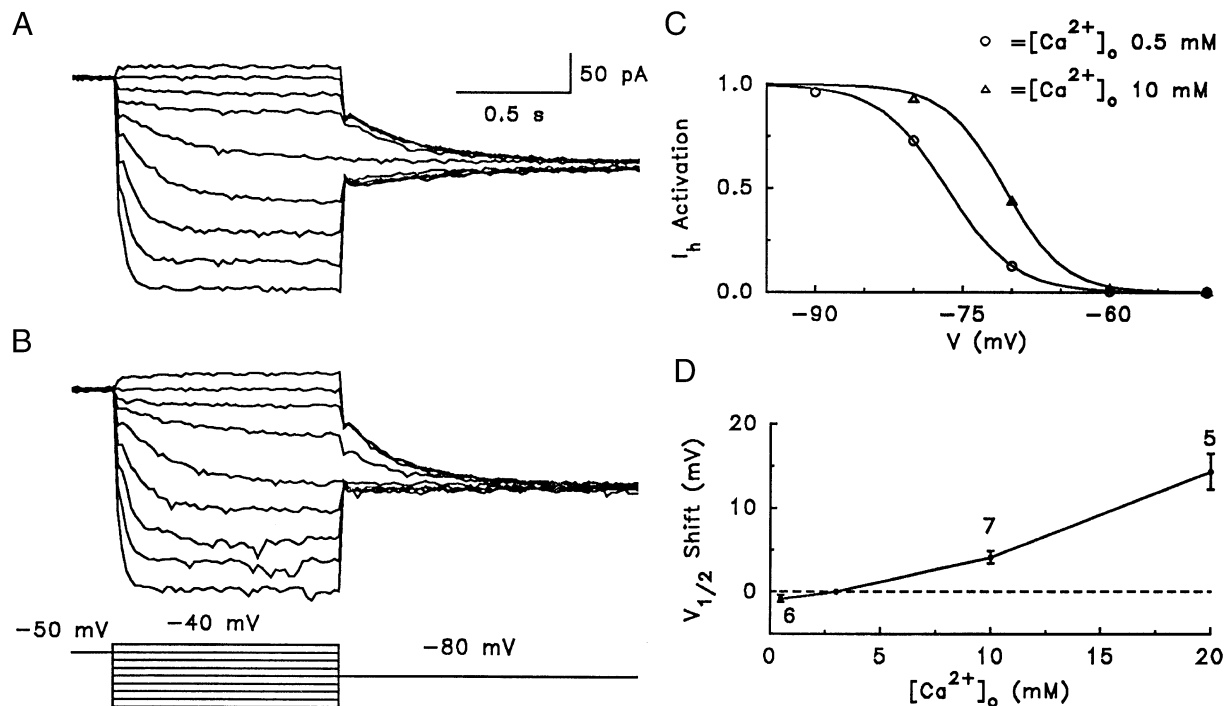 A
50 pA
0.5 s
B
-50 mV
-40 mV
-80 mV
C
○ =[Ca2+]o 0.5 mM
△ =[Ca2+]o 10 mM
1.0
0.5
0.0
Ih Activation
-90
-75
-60
V (mV)
D
20
10
0
V1/2 Shift (mV)
6
7
5
0
5
10
15
20
[Ca2+]o (mM)